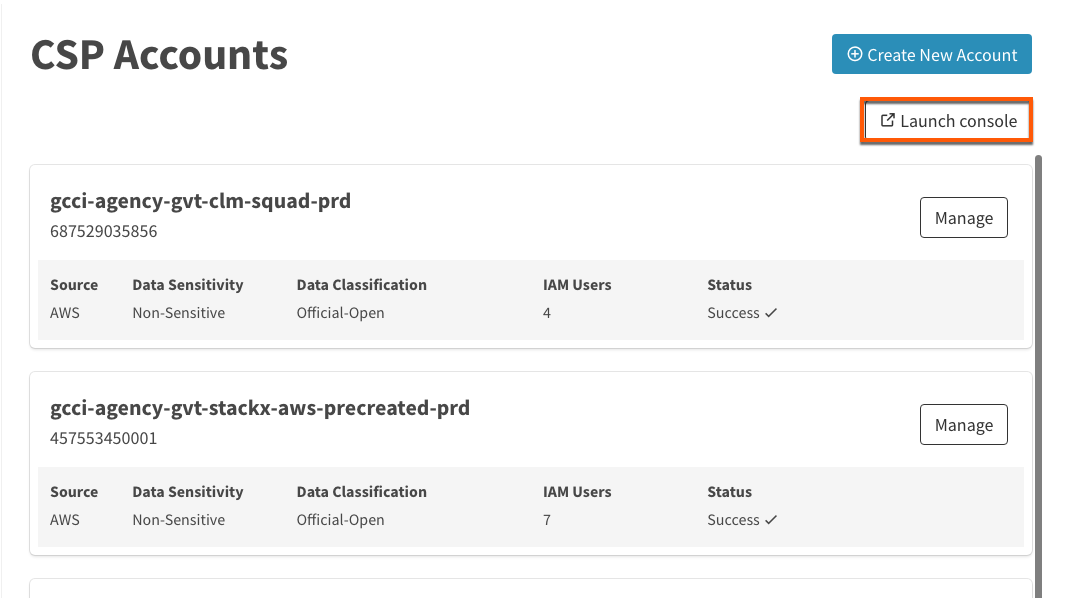 CSP Accounts
Create New Account
Launch console
gcci-agency-gvt-clm-squad-prd
687529035856
Manage
Source Data Sensitivity Data Classification IAM Users Status
AWS Non-Sensitive Official-Open 4 Success
gcci-agency-gvt-stackx-aws-precreated-prd
457553450001
Manage
Source Data Sensitivity Data Classification IAM Users Status
AWS Non-Sensitive Official-Open 7 Success